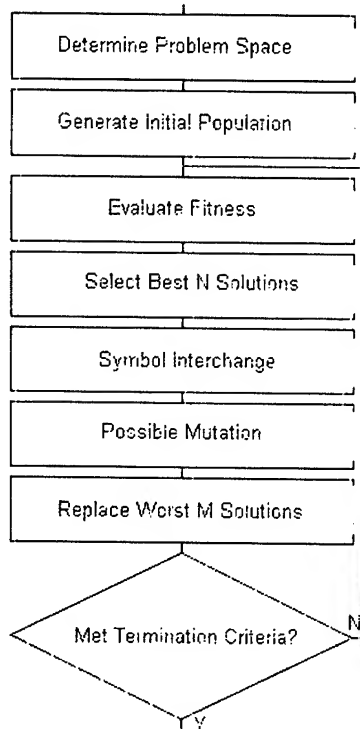 Determine Problem Space
Generate Initial Population
Evaluate Fitness
Select Best N Solutions
Symbol Interchange
Possible Mutation
Replace Worst M Solutions
Met Termination Criteria?
N
Y